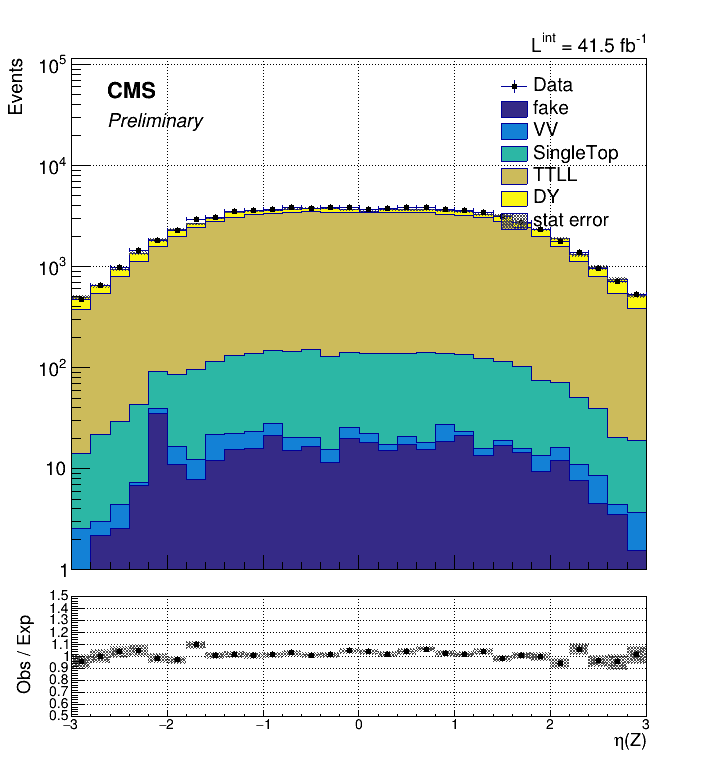 L^int = 41.5 fb^-1
Events
10^5
10^4
10^3
10^2
10
1
CMS
Preliminary
Data
fake
VV
SingleTop
TTLL
DY
stat error
Obs / Exp
1.5
1.4
1.3
1.2
1.1
1
0.9
0.8
0.7
0.6
0.5
−3 −2 −1 0 1 2 3
η(Z)